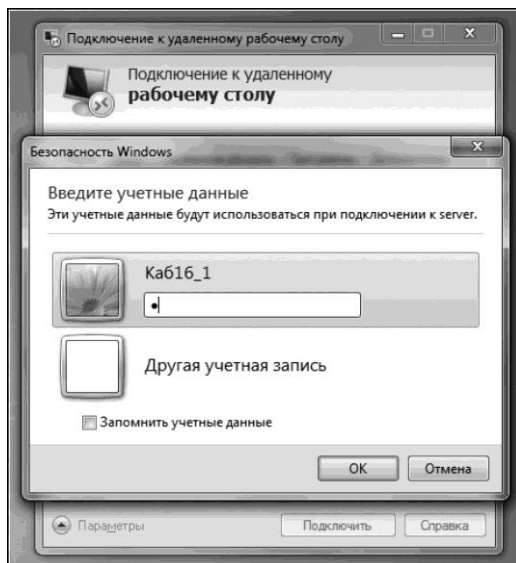 Подключение к удаленному рабочему столу
Подключение к удаленному
рабочему столу
Безопасность Windows
Введите учетные данные
Эти учетные данные будут использоваться при подключении к server.
Каб16_1
Другая учетная запись
Запомнить учетные данные
ОК Отмена
Параметры Подключить Справка